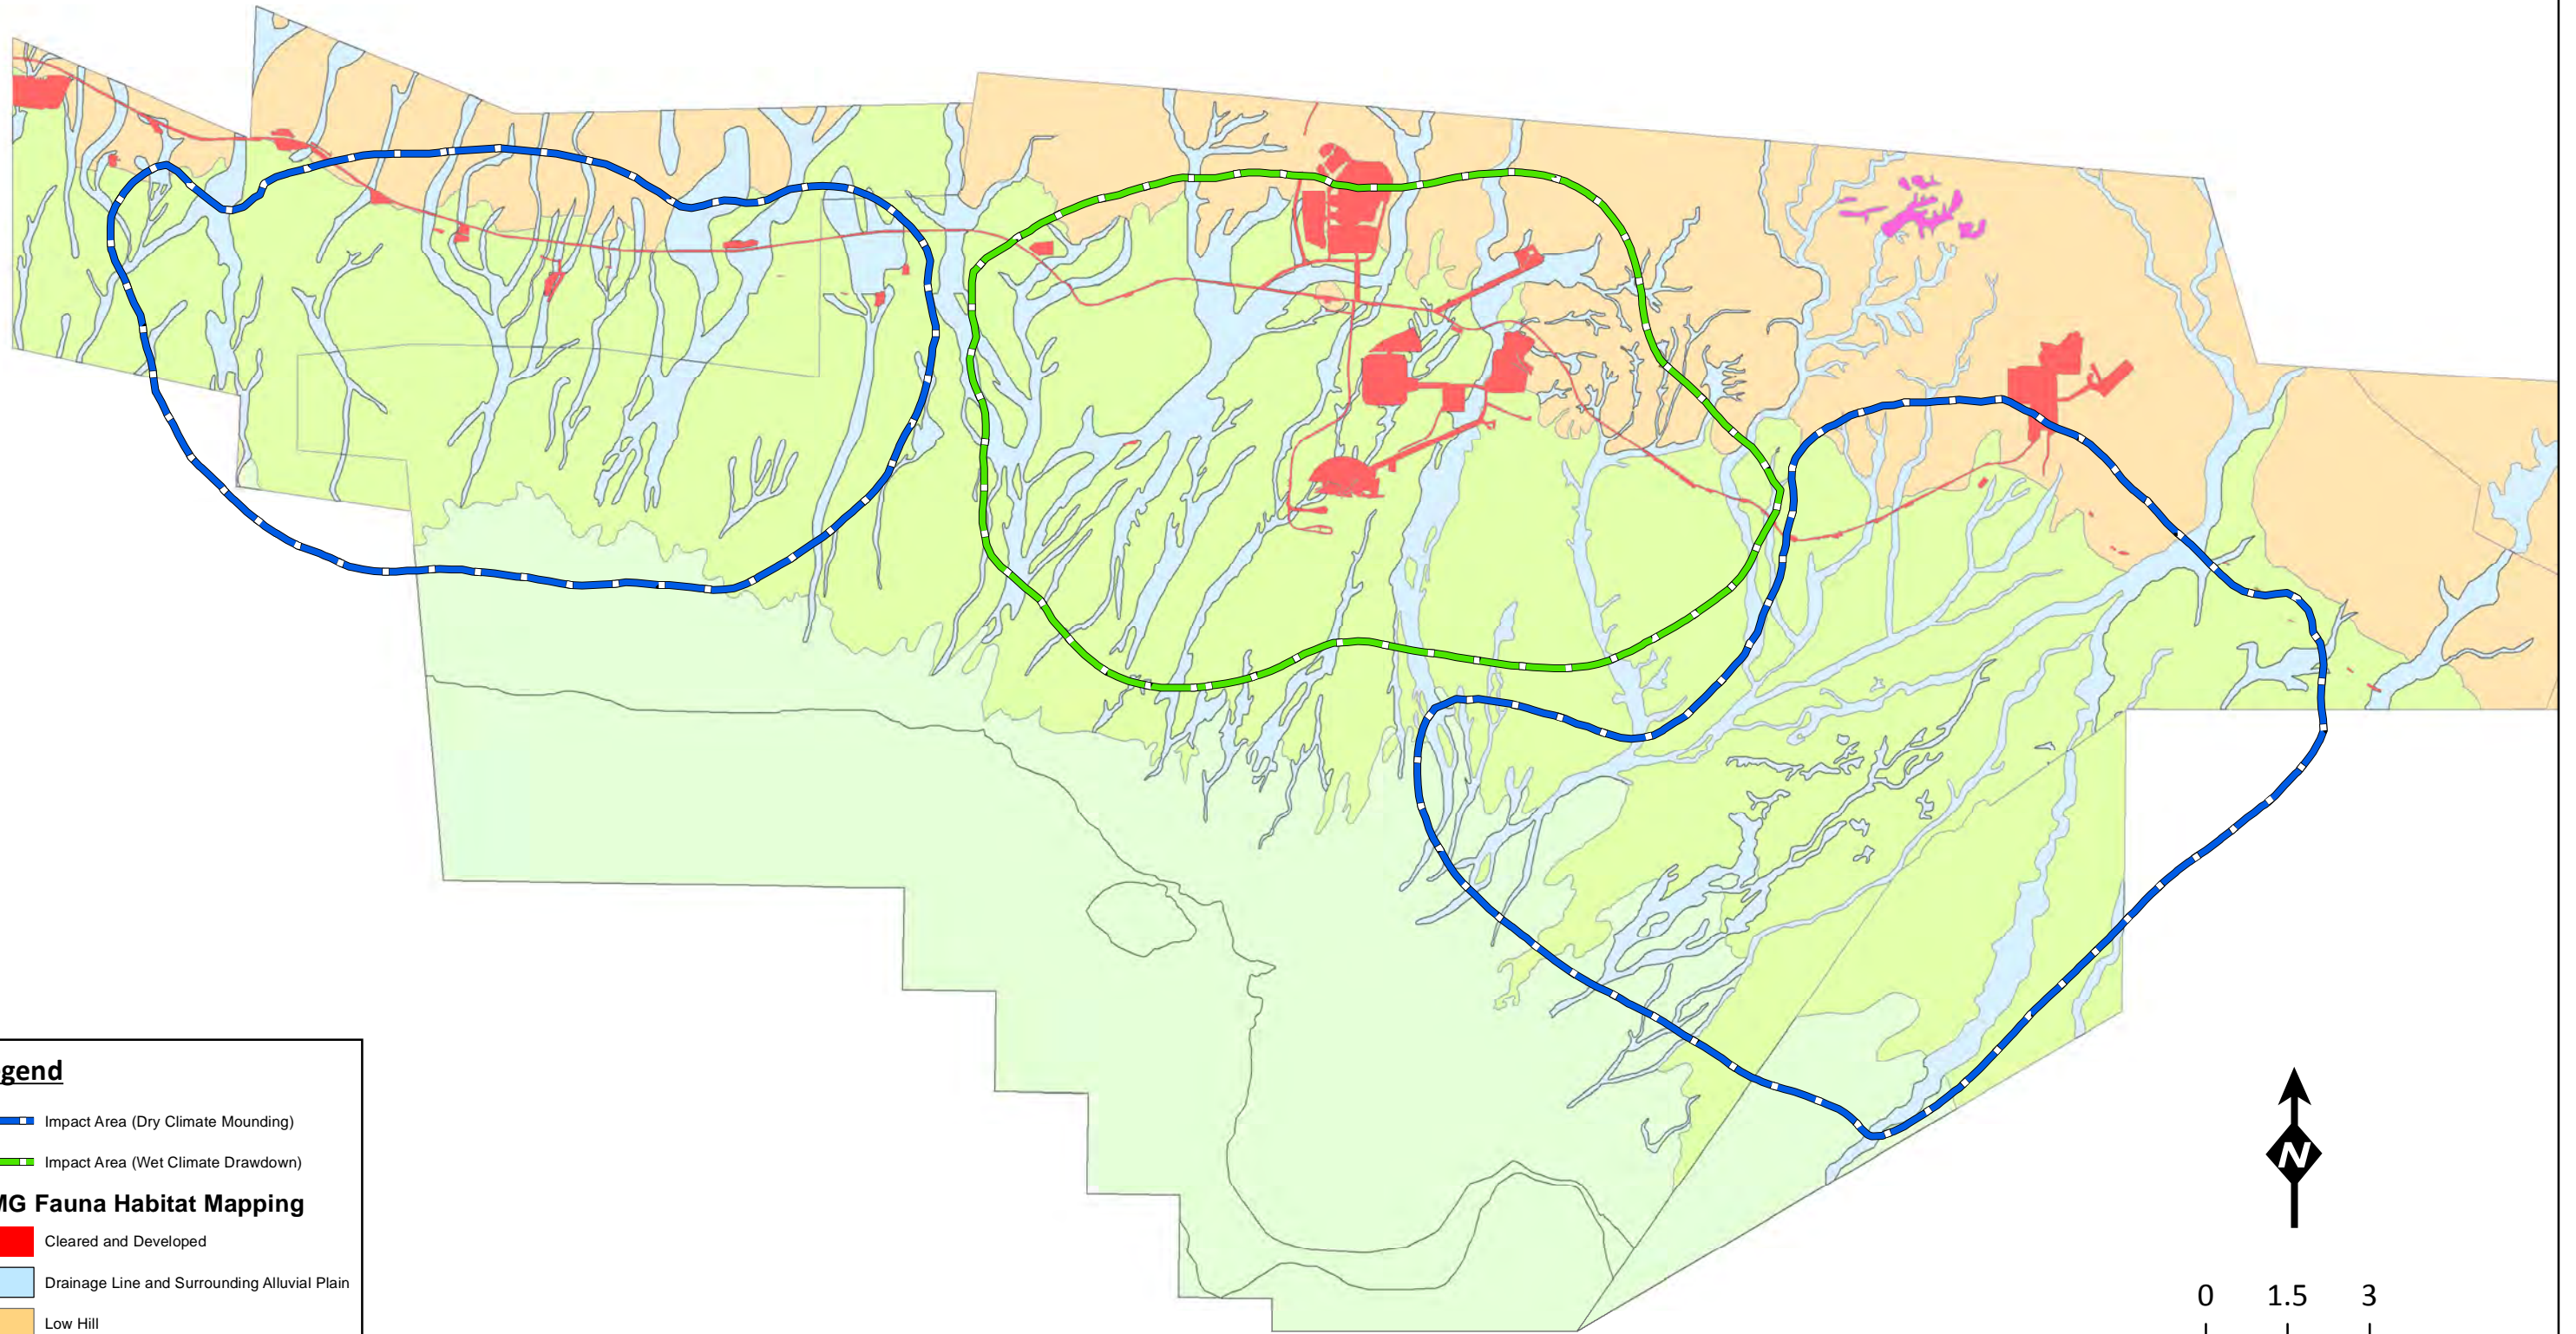 gend
Impact Area (Dry Climate Mounding)
Impact Area (Wet Climate Drawdown)
MG Fauna Habitat Mapping
Cleared and Developed
Drainage Line and Surrounding Alluvial Plain
Low Hill
N
0 1.5 3